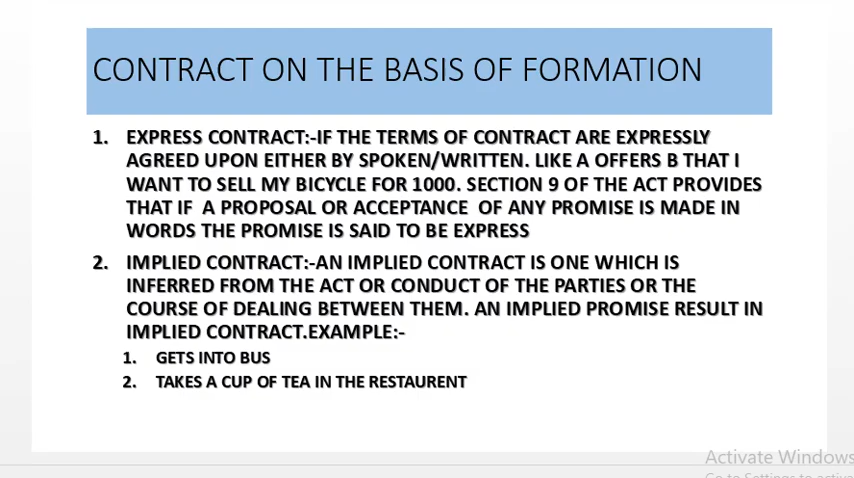 CONTRACT ON THE BASIS OF FORMATION
1. EXPRESS CONTRACT:-IF THE TERMS OF CONTRACT ARE EXPRESSLY
AGREED UPON EITHER BY SPOKEN/WRITTEN. LIKE A OFFERS B THAT I
WANT TO SELL MY BICYCLE FOR 1000. SECTION 9 OF THE ACT PROVIDES
THAT IF A PROPOSAL OR ACCEPTANCE OF ANY PROMISE IS MADE IN
WORDS THE PROMISE IS SAID TO BE EXPRESS
2. IMPLIED CONTRACT:-AN IMPLIED CONTRACT IS ONE WHICH IS
INFERRED FROM THE ACT OR CONDUCT OF THE PARTIES OR THE
COURSE OF DEALING BETWEEN THEM. AN IMPLIED PROMISE RESULT IN
IMPLIED CONTRACT.EXAMPLE:-
1. GETS INTO BUS
2. TAKES A CUP OF TEA IN THE RESTAURENT
Activate Windows
Go to Settings to